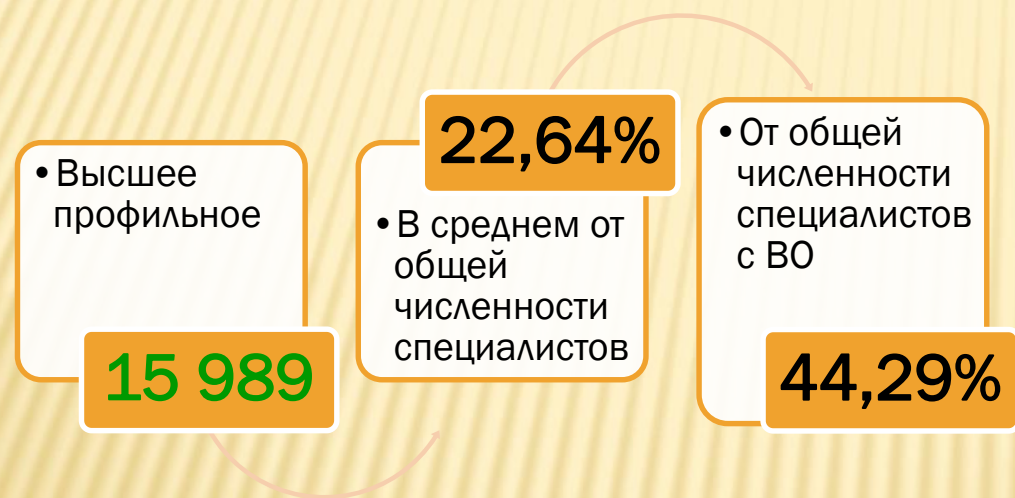 • Высшее
профильное
15 989
22,64%
• В среднем от
общей
численности
специалистов
• От общей
численности
специалистов
с ВО
44,29%